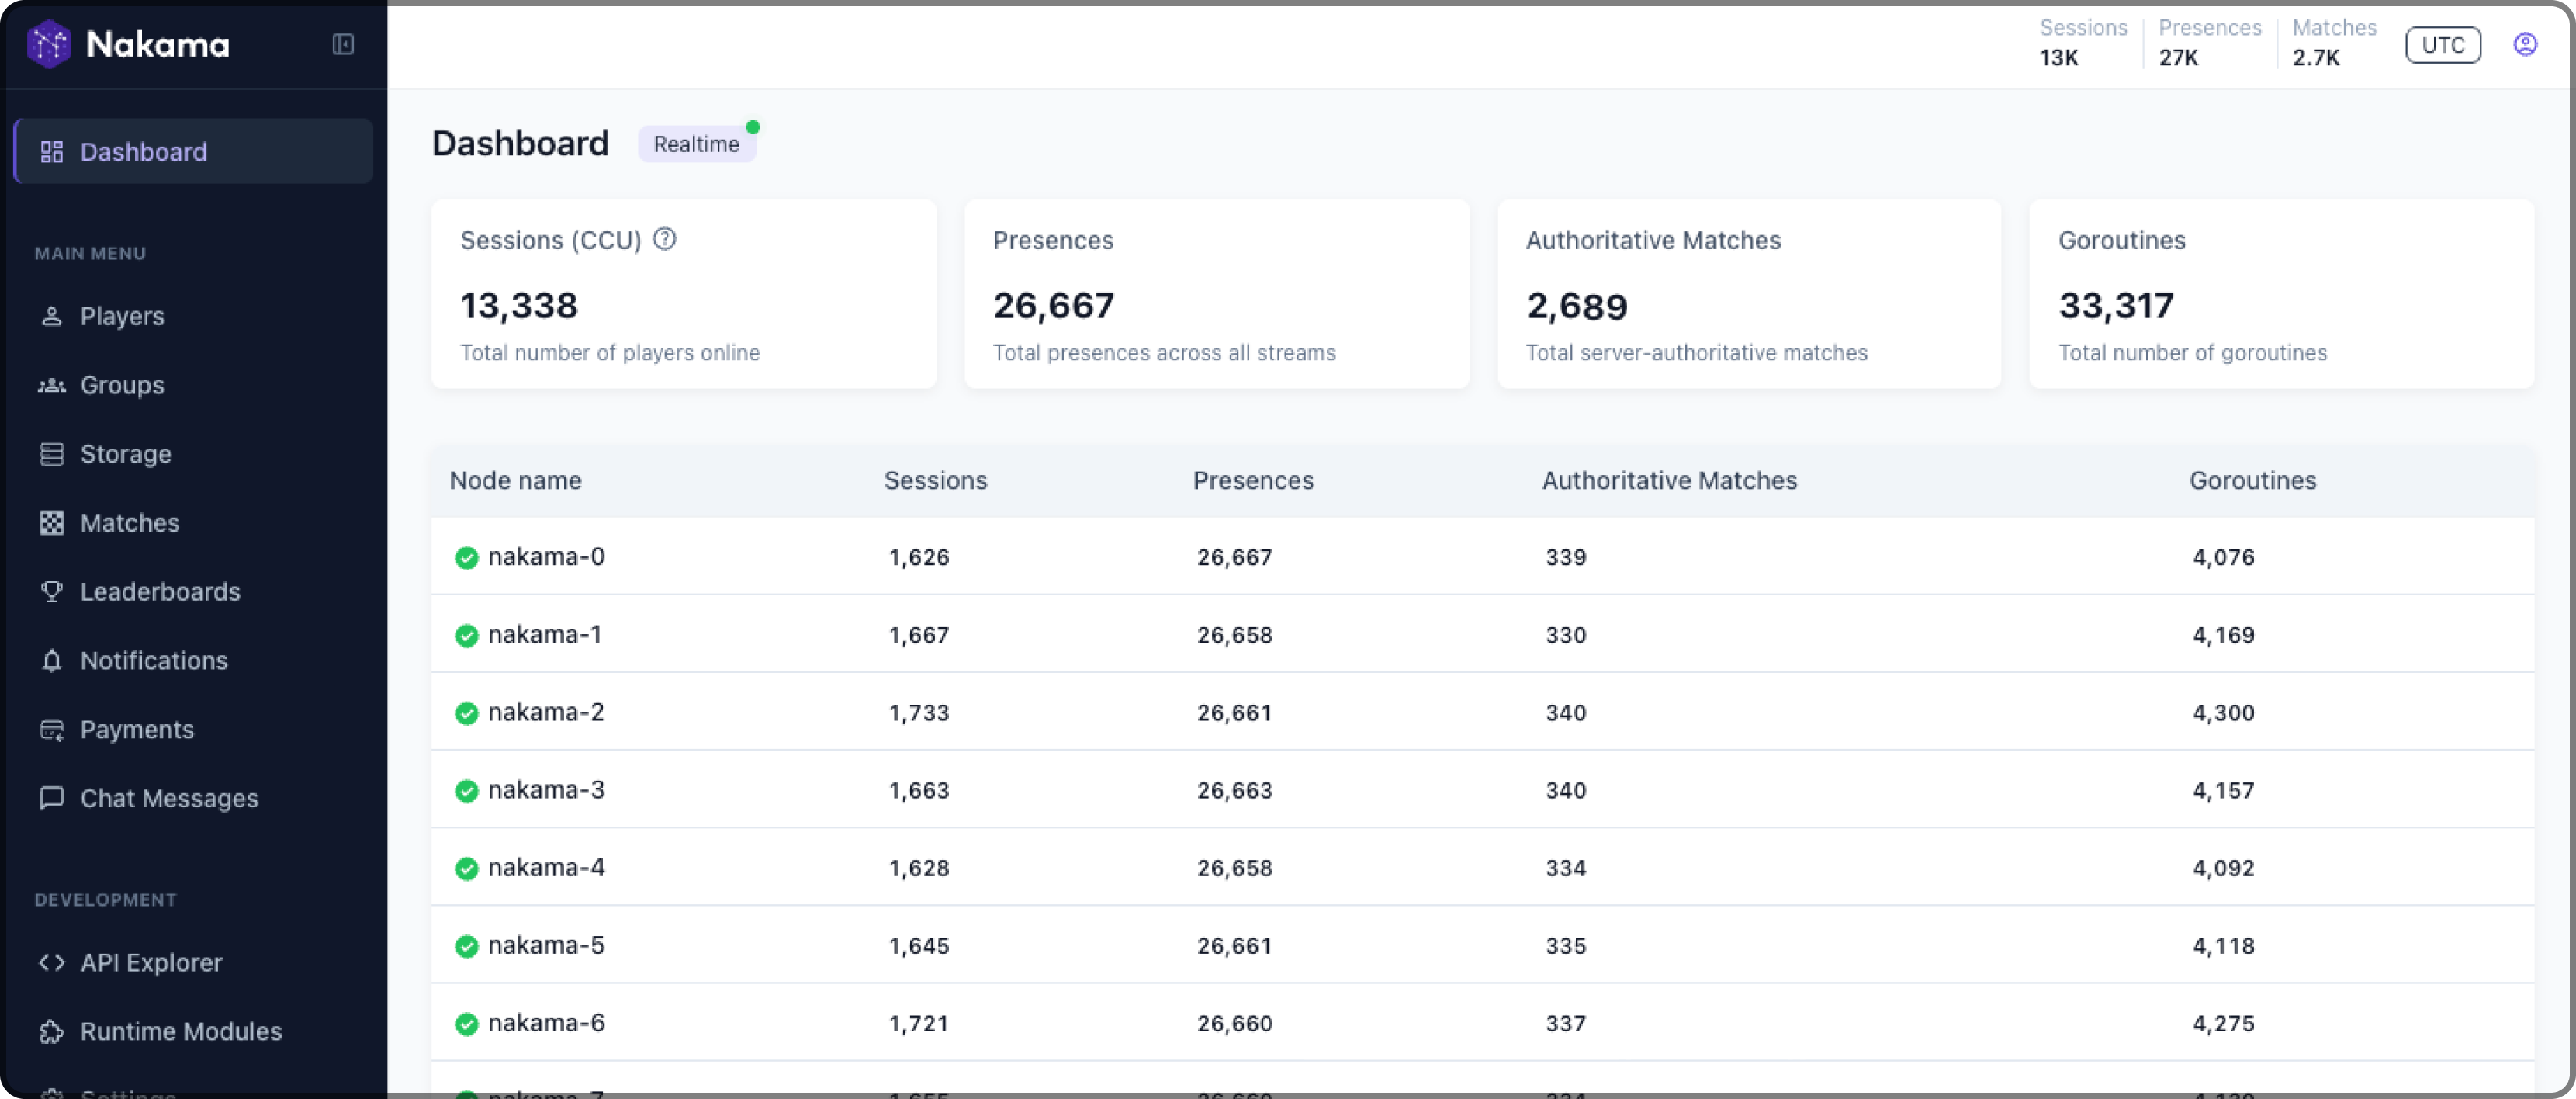 Nakama
Sessions
13K
Presences
27K
Matches
2.7K
UTC
Dashboard
MAIN MENU
Players
Groups
Storage
Matches
Leaderboards
Notifications
Payments
Chat Messages
DEVELOPMENT
API Explorer
Runtime Modules
Settings
Dashboard Realtime
Sessions (CCU)
13,338
Total number of players online
Presences
26,667
Total presences across all streams
Authoritative Matches
2,689
Total server-authoritative matches
Goroutines
33,317
Total number of goroutines
Node name Sessions Presences Authoritative Matches Goroutines
nakama-0 1,626 26,667 339 4,076
nakama-1 1,667 26,658 330 4,169
nakama-2 1,733 26,661 340 4,300
nakama-3 1,663 26,663 340 4,157
nakama-4 1,628 26,658 334 4,092
nakama-5 1,645 26,661 335 4,118
nakama-6 1,721 26,660 337 4,275
nakama-7